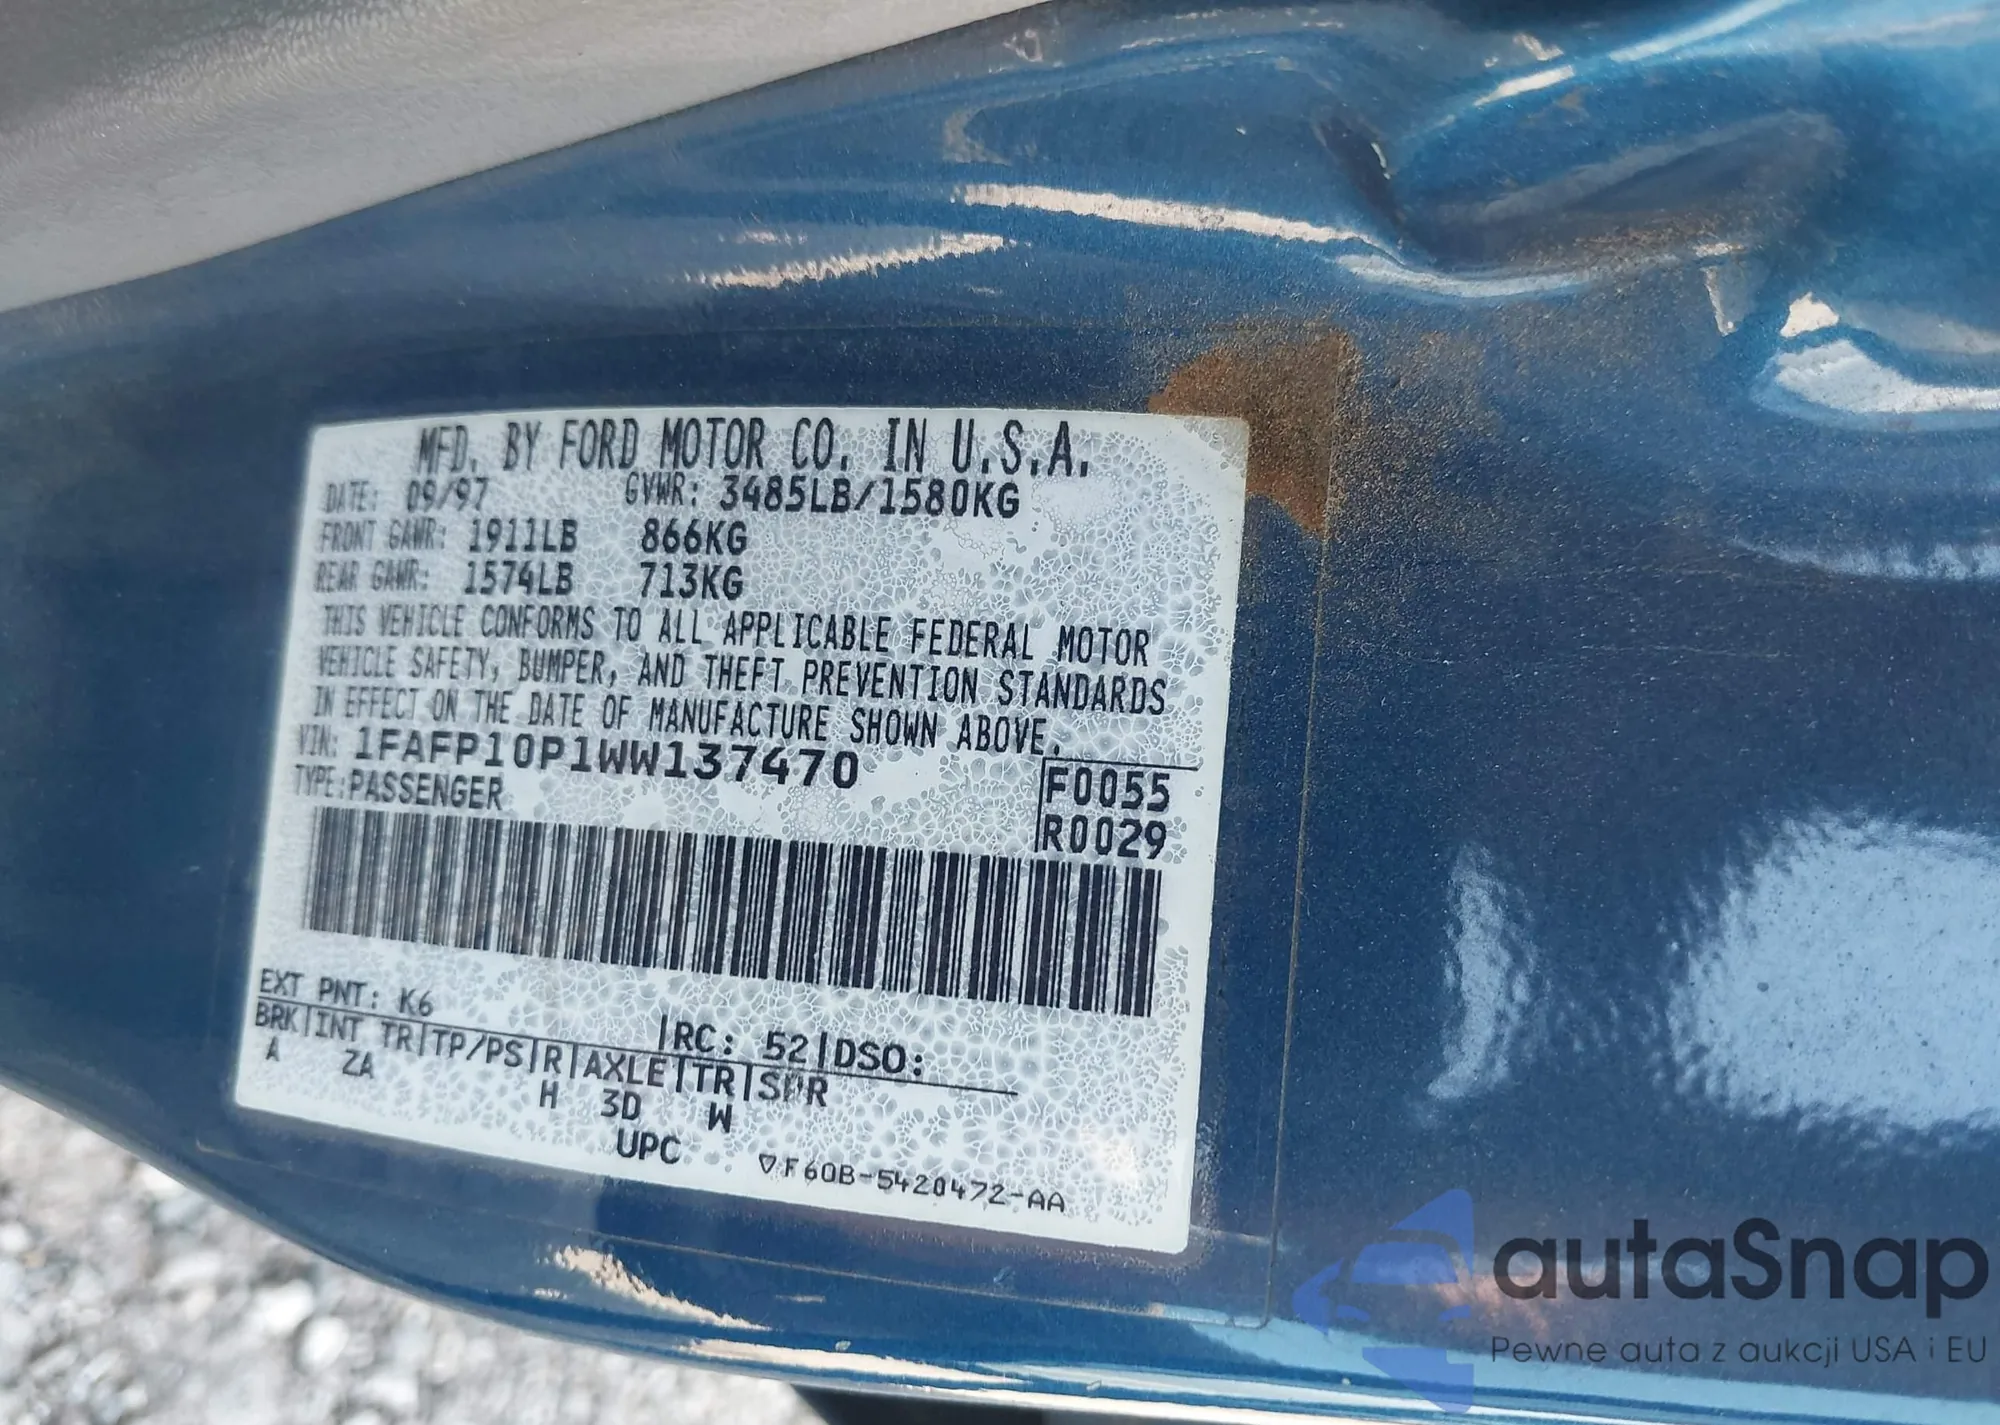 MFD. BY FORD MOTOR CO. IN U.S.A.
DATE: 09/97 GVWR: 3485LB/1580KG
FRONT GAWR: 1911LB 866KG
REAR GAWR: 1574LB 713KG
THIS VEHICLE CONFORMS TO ALL APPLICABLE FEDERAL MOTOR
VEHICLE SAFETY, BUMPER, AND THEFT PREVENTION STANDARDS
IN EFFECT ON THE DATE OF MANUFACTURE SHOWN ABOVE.
VIN: 1FAFP10P1WW137470
TYPE: PASSENGER
F0055
R0029
EXT PNT: K6 |RC: 52|DSO:
BRK|INT TR|TP/PS|R|AXLE|TR|SPR
A ZA H 3D W
UPC ▽F60B-5420472-AA
autaSnap
Pewne auta z aukcji USA i EU